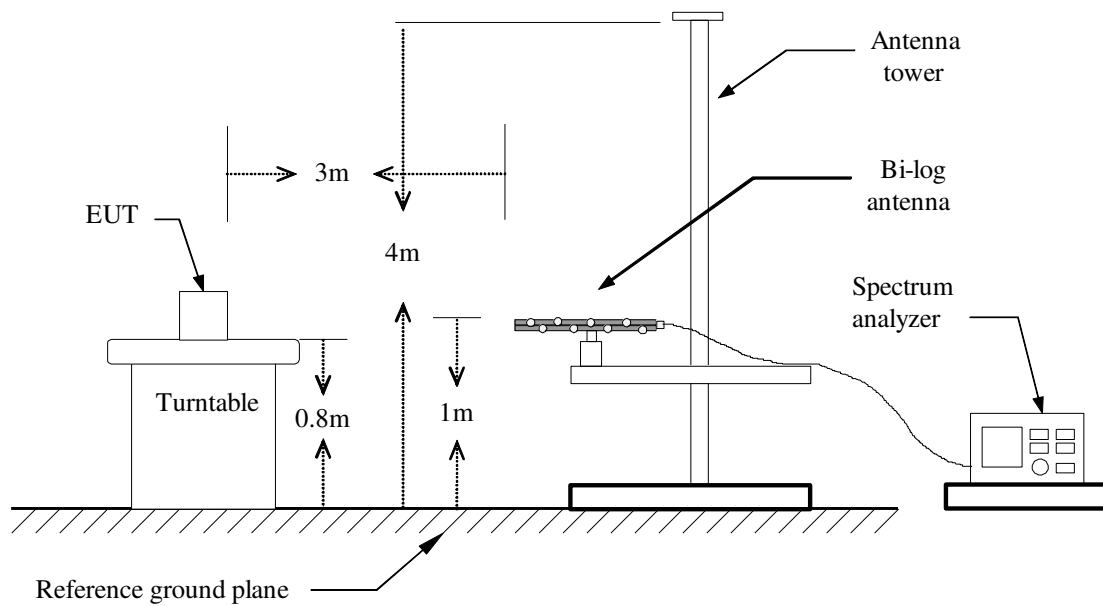 Antenna
tower
3m
Bi-log
antenna
EUT
4m
Spectrum
analyzer
Turntable
0.8m
1m
Reference ground plane